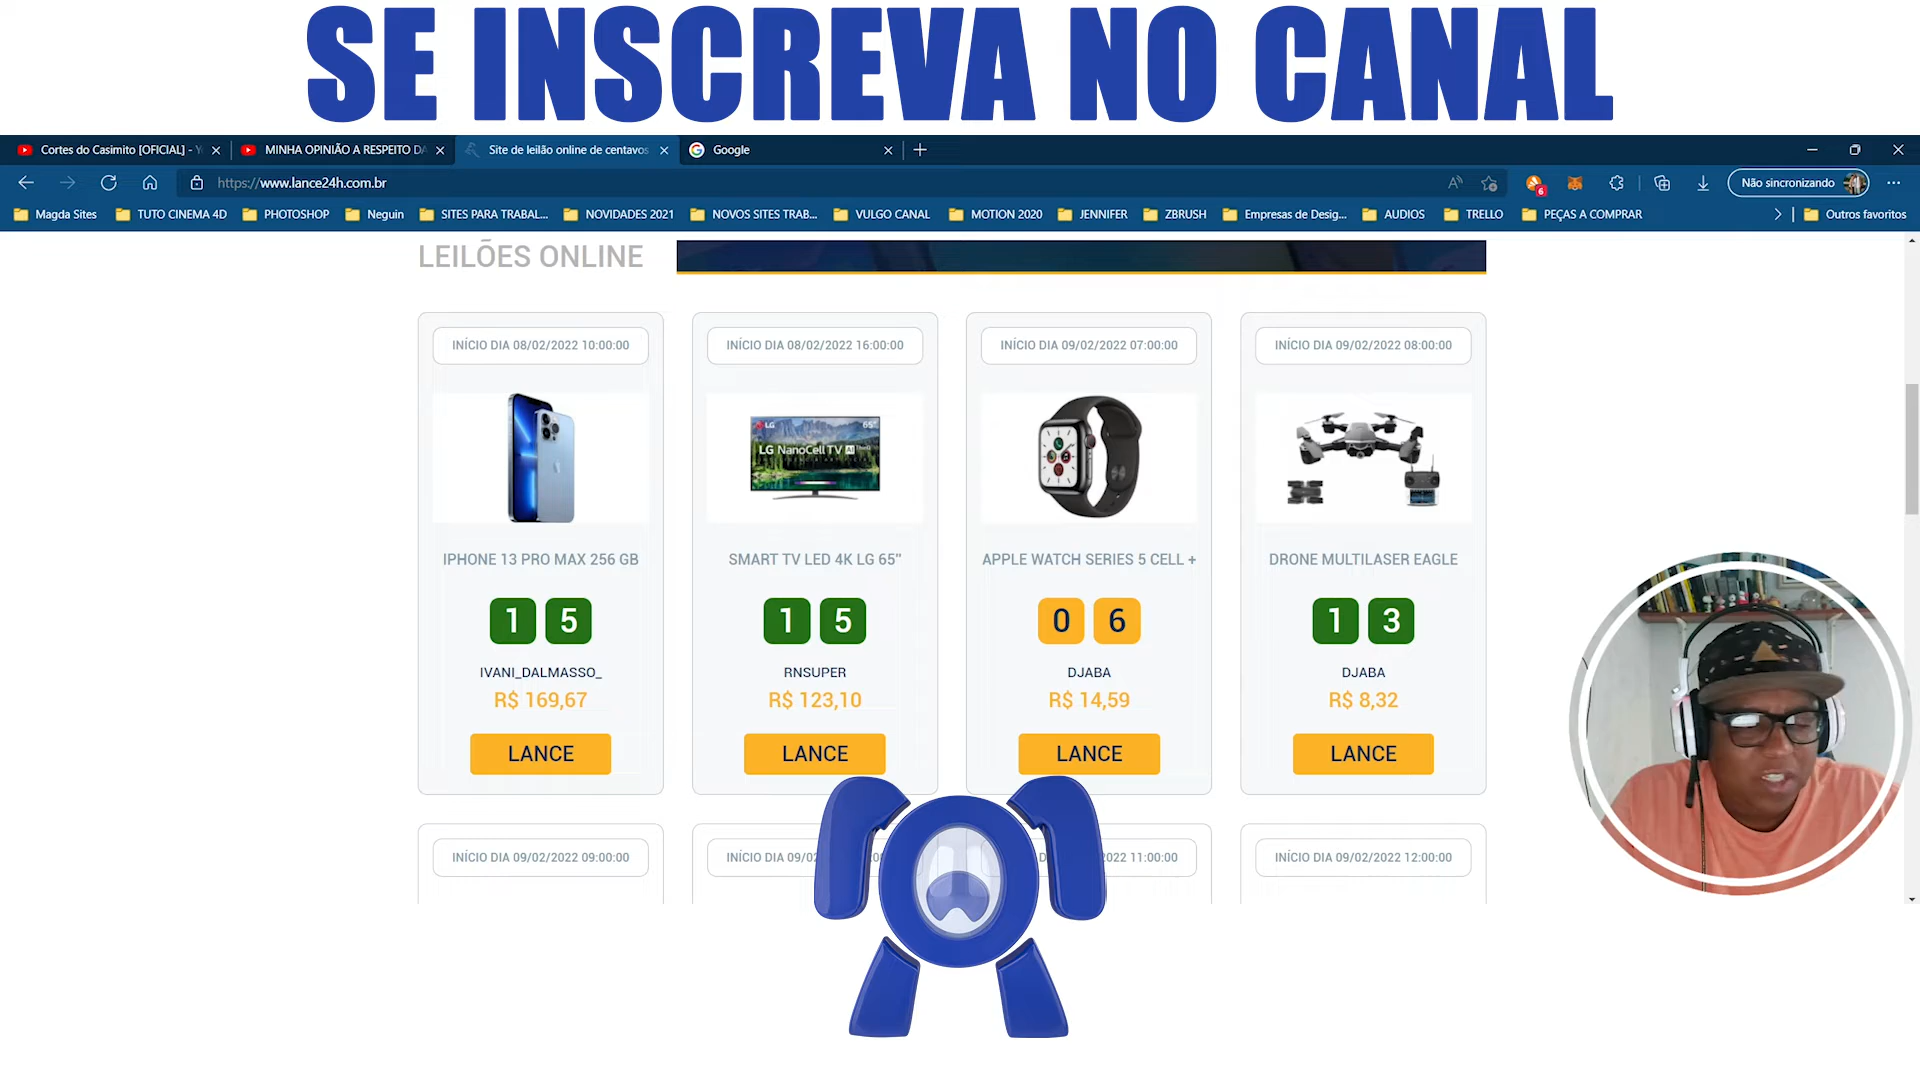 SE INSCREVA NO CANAL
Cortes do Casimito [OFICIAL] - Y
MINHA OPINIÃO A RESPEITO DA
Site de leilão online de centavos
Google
https://www.lance24h.com.br
6
Não sincronizando
Magda Sites
TUTO CINEMA 4D
PHOTOSHOP
Neguin
SITES PARA TRABAL...
NOVIDADES 2021
NOVOS SITES TRAB...
VULGO CANAL
MOTION 2020
JENNIFER
ZBRUSH
Empresas de Desig...
AUDIOS
TRELLO
PEÇAS A COMPRAR
Outros favoritos
LEILÕES ONLINE
INÍCIO DIA 08/02/2022 10:00:00
INÍCIO DIA 08/02/2022 16:00:00
INÍCIO DIA 09/02/2022 07:00:00
INÍCIO DIA 09/02/2022 08:00:00
LG
65"
LG NanoCell TV AI
IPHONE 13 PRO MAX 256 GB
SMART TV LED 4K LG 65"
APPLE WATCH SERIES 5 CELL +
DRONE MULTILASER EAGLE
1 5
1 5
0 6
1 3
IVANI_DALMASSO_
RNSUPER
DJABA
DJABA
R$ 169,67
R$ 123,10
R$ 14,59
R$ 8,32
LANCE
LANCE
LANCE
LANCE
INÍCIO DIA 09/02/2022 09:00:00
INÍCIO DIA 09/0
022 11:00:00
INÍCIO DIA 09/02/2022 12:00:00